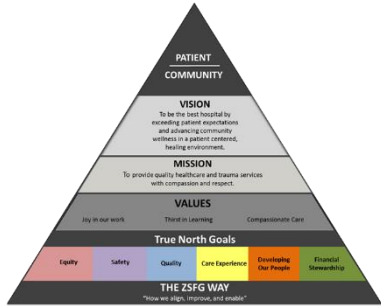 PATIENT
COMMUNITY
VISION
To be the best hospital by
exceeding patient expectations
and advancing community
wellness in a patient centered,
healing environment.
MISSION
To provide quality healthcare and trauma services
with compassion and respect.
VALUES
Joy in our work Thirst in Learning Compassionate Care
True North Goals
Equity Safety Quality Care Experience Developing Our People Financial Stewardship
THE ZSFG WAY
"How we align, improve, and enable"